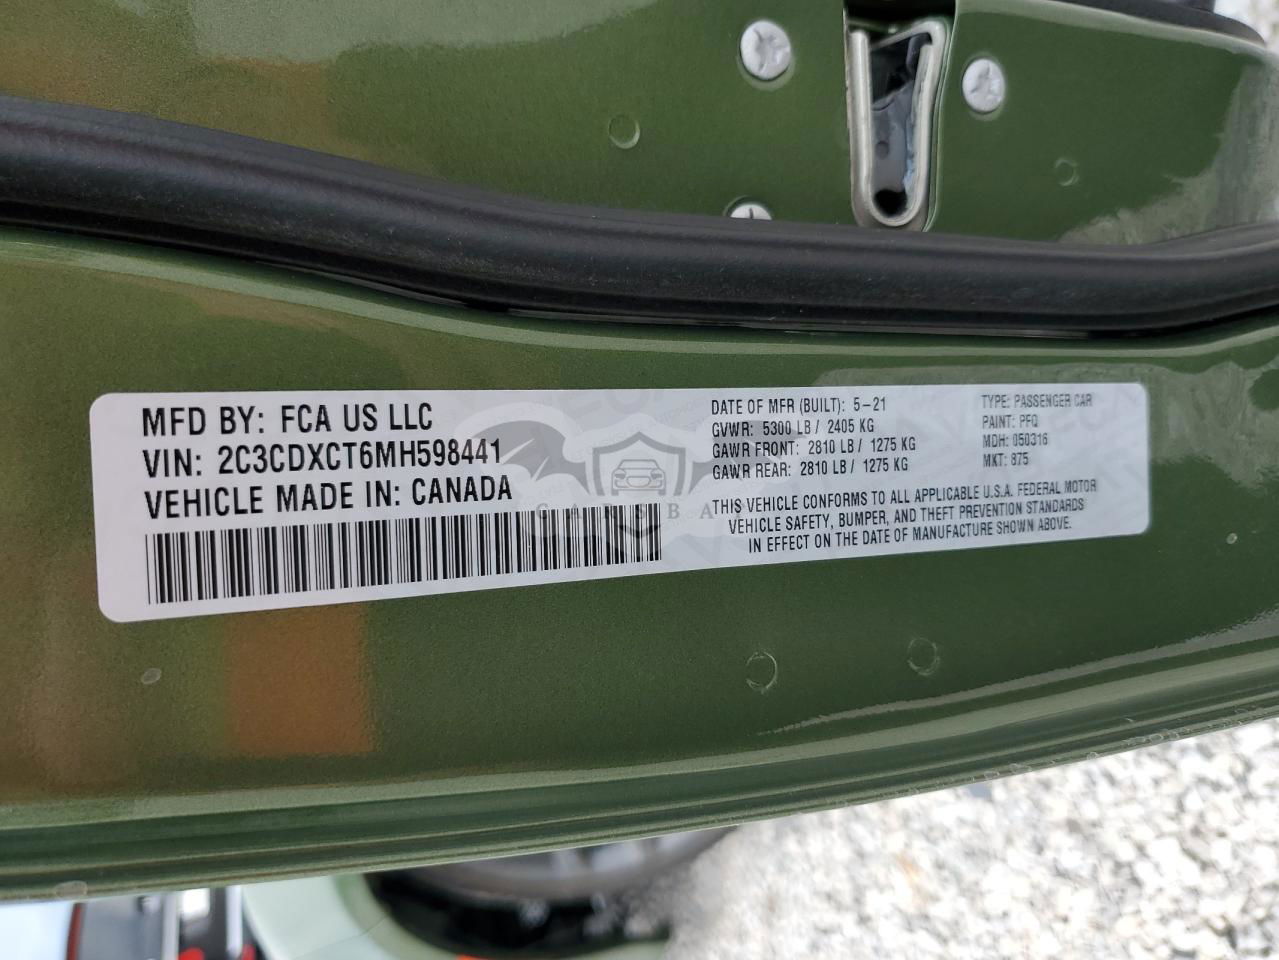 MFD BY: FCA US LLC
VIN: 2C3CDXCT6MH598441
VEHICLE MADE IN: CANADA
DATE OF MFR (BUILT): 5-21
GVWR: 5300 LB / 2405 KG
GAWR FRONT: 2810 LB / 1275 KG
GAWR REAR: 2810 LB / 1275 KG
TYPE: PASSENGER CAR
PAINT: PFQ
MDH: 050316
MKT: 875
THIS VEHICLE CONFORMS TO ALL APPLICABLE U.S.A. FEDERAL MOTOR
VEHICLE SAFETY, BUMPER, AND THEFT PREVENTION STANDARDS
IN EFFECT ON THE DATE OF MANUFACTURE SHOWN ABOVE.